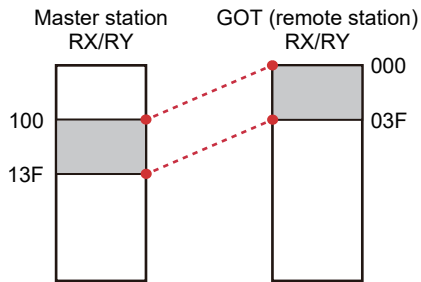 Master station
RX/RY
GOT (remote station)
RX/RY
000
100
03F
13F